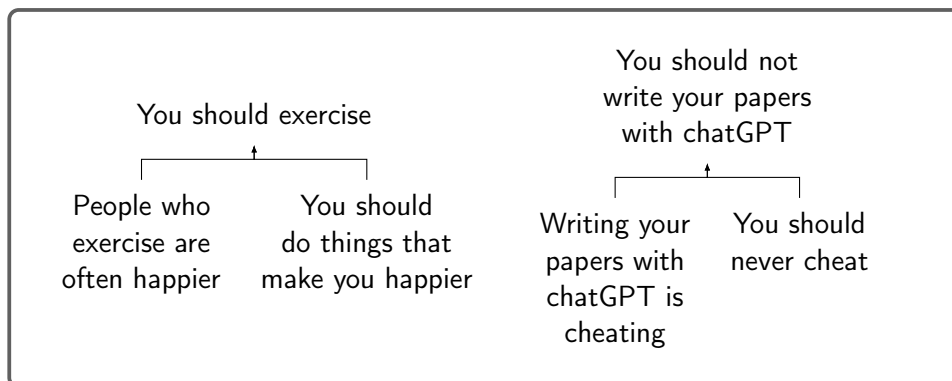 You should exercise
People who
exercise are
often happier
You should
do things that
make you happier
You should not
write your papers
with chatGPT
Writing your
papers with
chatGPT is
cheating
You should
never cheat